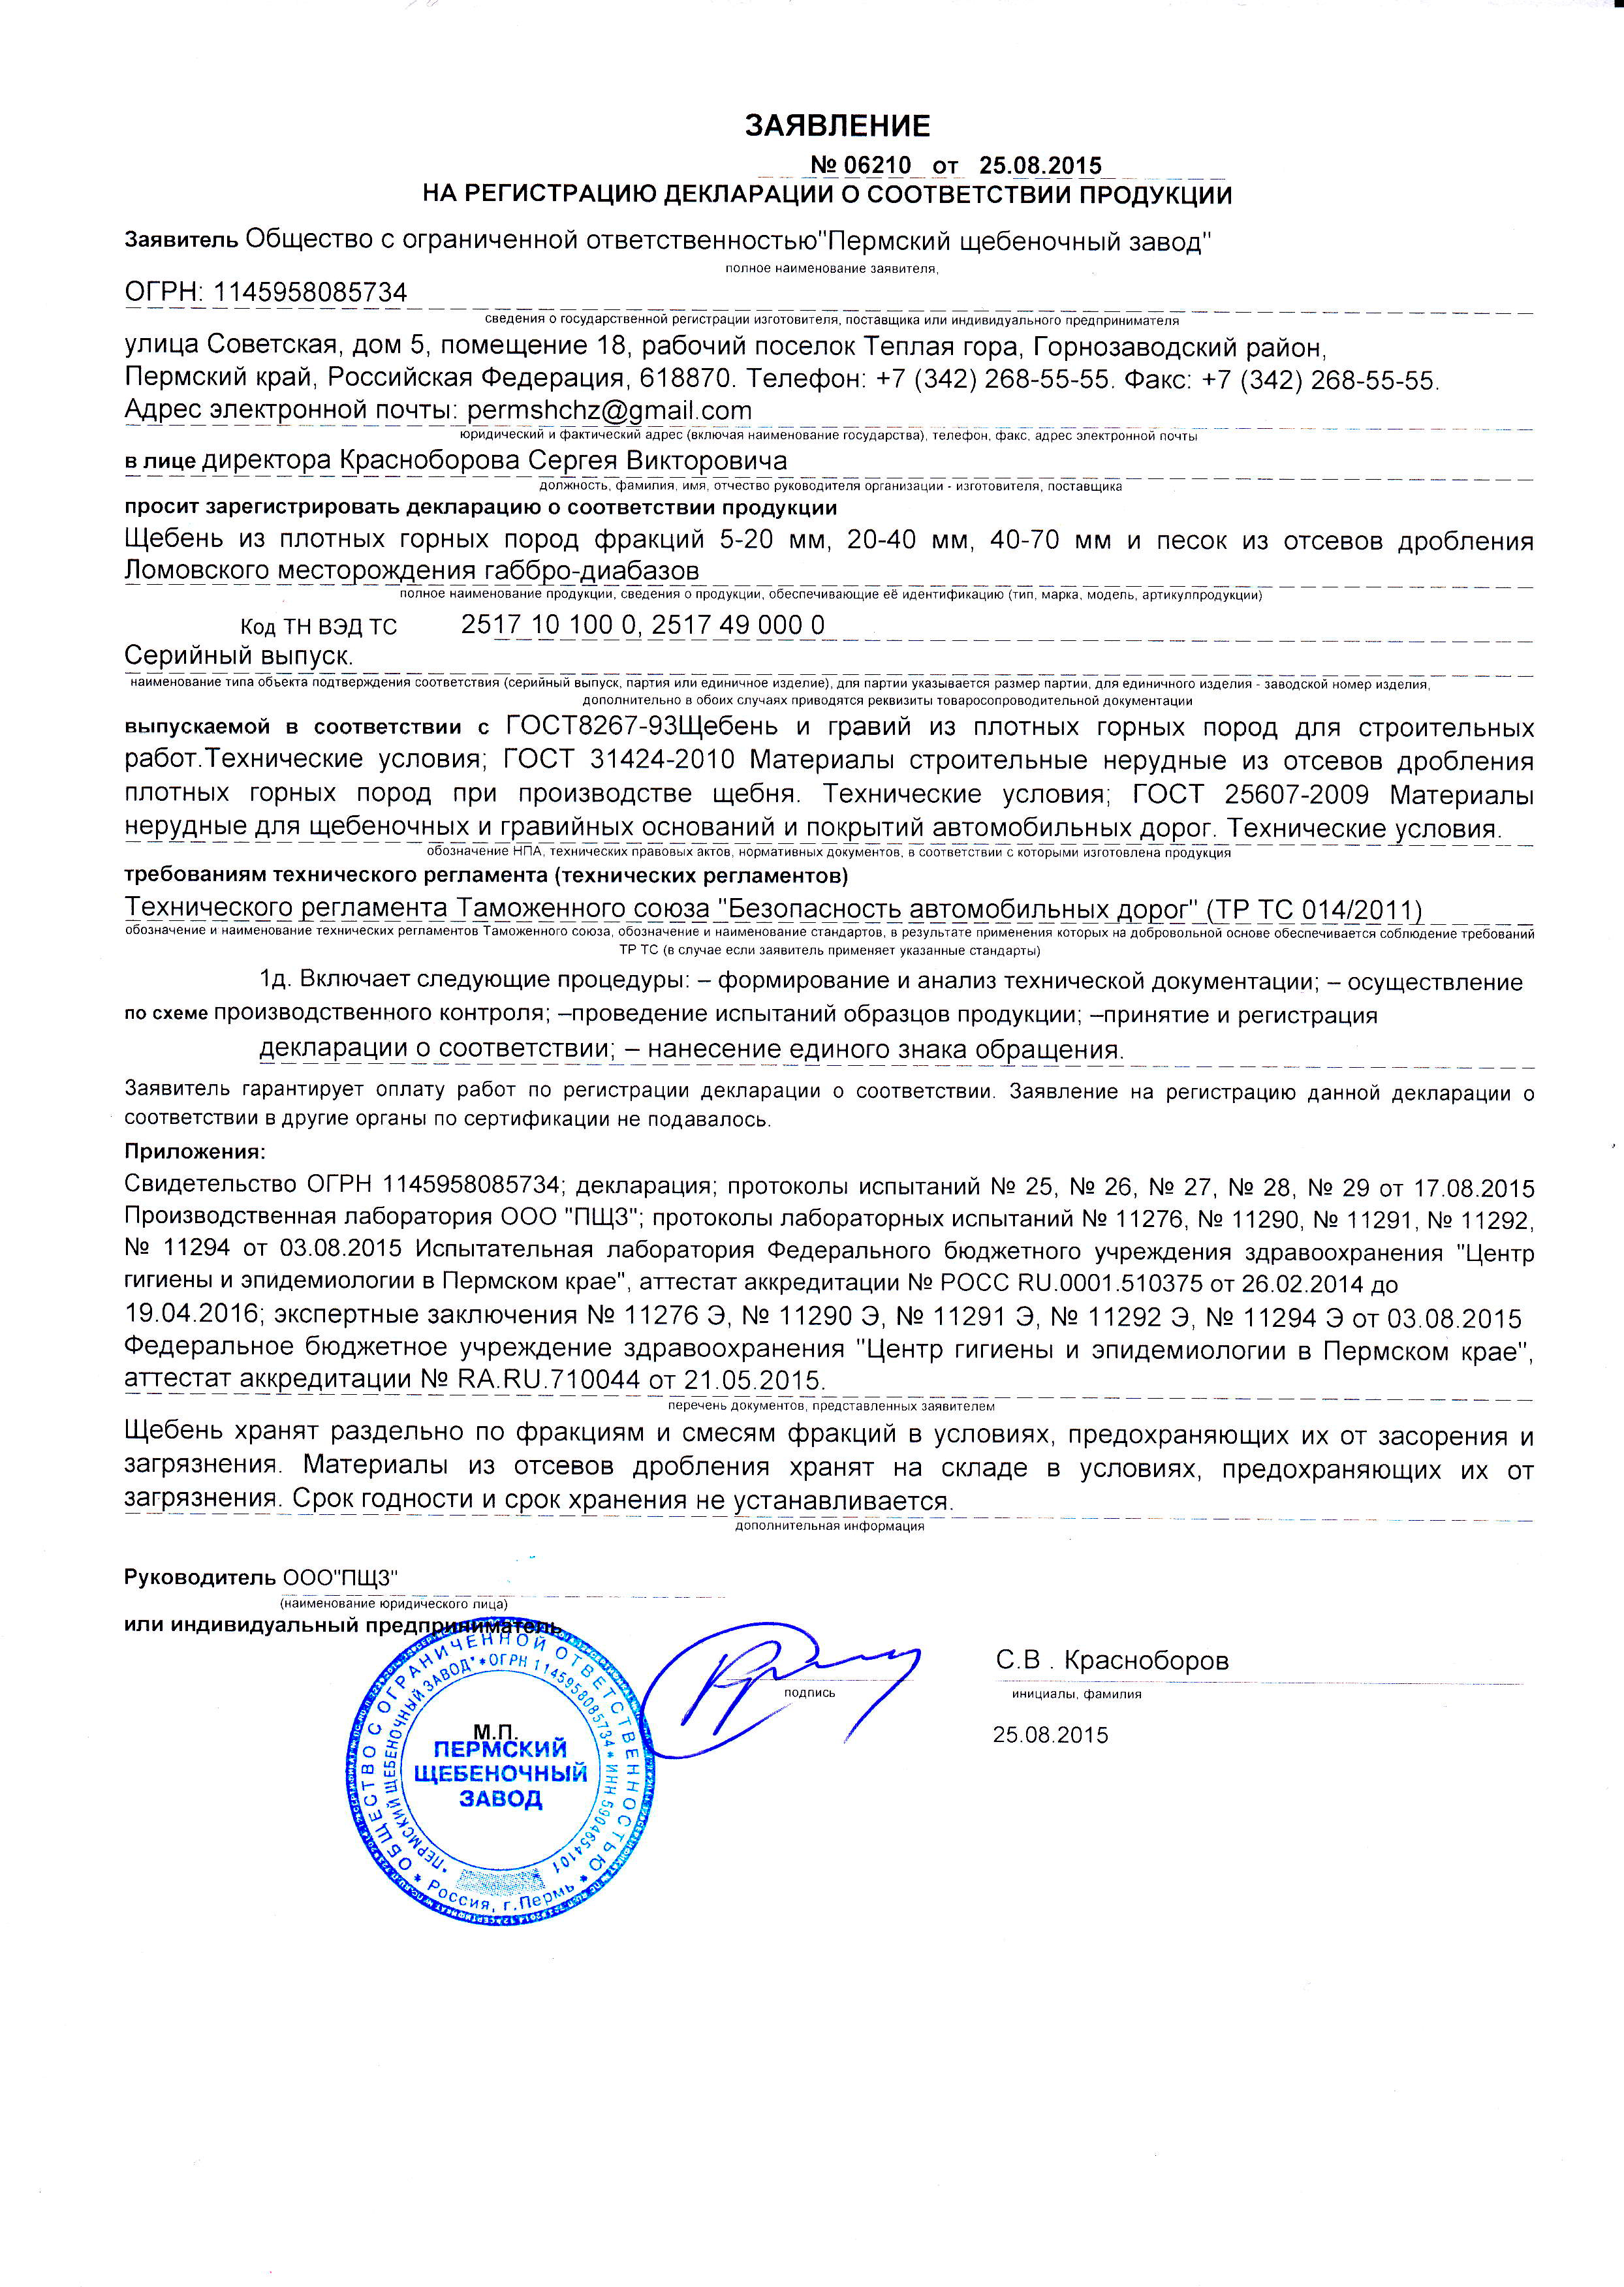 ЗАЯВЛЕНИЕ
№ 06210 от 25.08.2015
НА РЕГИСТРАЦИЮ ДЕКЛАРАЦИИ О СООТВЕТСТВИИ ПРОДУКЦИИ
Заявитель Общество с ограниченной ответственностью"Пермский щебеночный завод"
полное наименование заявителя,
ОГРН: 1145958085734
сведения о государственной регистрации изготовителя, поставщика или индивидуального предпринимателя
улица Советская, дом 5, помещение 18, рабочий поселок Теплая гора, Горнозаводский район,
Пермский край, Российская Федерация, 618870. Телефон: +7 (342) 268-55-55. Факс: +7 (342) 268-55-55.
Адрес электронной почты: permshchz@gmail.com
юридический и фактический адрес (включая наименование государства), телефон, факс, адрес электронной почты
в лице директора Красноборова Сергея Викторовича
должность, фамилия, имя, отчество руководителя организации - изготовителя, поставщика
просит зарегистрировать декларацию о соответствии продукции
Щебень из плотных горных пород фракций 5-20 мм, 20-40 мм, 40-70 мм и песок из отсевов дробления
Ломовского месторождения габбро-диабазов
полное наименование продукции, сведения о продукции, обеспечивающие её идентификацию (тип, марка, модель, артикулпродукции)
Код ТН ВЭД ТС 2517 10 100 0, 2517 49 000 0
Серийный выпуск.
наименование типа объекта подтверждения соответствия (серийный выпуск, партия или единичное изделие), для партии указывается размер партии, для единичного изделия - заводской номер изделия,
дополнительно в обоих случаях приводятся реквизиты товаросопроводительной документации
выпускаемой в соответствии с ГОСТ8267-93Щебень и гравий из плотных горных пород для строительных
работ.Технические условия; ГОСТ 31424-2010 Материалы строительные нерудные из отсевов дробления
плотных горных пород при производстве щебня. Технические условия; ГОСТ 25607-2009 Материалы
нерудные для щебеночных и гравийных оснований и покрытий автомобильных дорог. Технические условия.
обозначение НПА, технических правовых актов, нормативных документов, в соответствии с которыми изготовлена продукция
требованиям технического регламента (технических регламентов)
Технического регламента Таможенного союза "Безопасность автомобильных дорог" (ТР ТС 014/2011)
обозначение и наименование технических регламентов Таможенного союза, обозначение и наименование стандартов, в результате применения которых на добровольной основе обеспечивается соблюдение требований
ТР ТС (в случае если заявитель применяет указанные стандарты)
1д. Включает следующие процедуры: – формирование и анализ технической документации; – осуществление
по схеме производственного контроля; –проведение испытаний образцов продукции; –принятие и регистрация
декларации о соответствии; – нанесение единого знака обращения.
Заявитель гарантирует оплату работ по регистрации декларации о соответствии. Заявление на регистрацию данной декларации о
соответствии в другие органы по сертификации не подавалось.
Приложения:
Свидетельство ОГРН 1145958085734; декларация; протоколы испытаний № 25, № 26, № 27, № 28, № 29 от 17.08.2015
Производственная лаборатория ООО "ПЩЗ"; протоколы лабораторных испытаний № 11276, № 11290, № 11291, № 11292,
№ 11294 от 03.08.2015 Испытательная лаборатория Федерального бюджетного учреждения здравоохранения "Центр
гигиены и эпидемиологии в Пермском крае", аттестат аккредитации № РОСС RU.0001.510375 от 26.02.2014 до
19.04.2016; экспертные заключения № 11276 Э, № 11290 Э, № 11291 Э, № 11292 Э, № 11294 Э от 03.08.2015
Федеральное бюджетное учреждение здравоохранения "Центр гигиены и эпидемиологии в Пермском крае",
аттестат аккредитации № RA.RU.710044 от 21.05.2015.
перечень документов, представленных заявителем
Щебень хранят раздельно по фракциям и смесям фракций в условиях, предохраняющих их от засорения и
загрязнения. Материалы из отсевов дробления хранят на складе в условиях, предохраняющих их от
загрязнения. Срок годности и срок хранения не устанавливается.
дополнительная информация
Руководитель ООО"ПЩЗ"
(наименование юридического лица)
или индивидуальный предприниматель
С.В . Красноборов
подпись
инициалы, фамилия
25.08.2015
М.П.
ПЕРМСКИЙ
ЩЕБЕНОЧНЫЙ
ЗАВОД
* ОБЩЕСТВО С ОГРАНИЧЕННОЙ ОТВЕТСТВЕННОСТЬЮ *
Россия, г.Пермь
"ПЕРМСКИЙ ЩЕБЕНОЧНЫЙ ЗАВОД" * ОГРН 1145958085734 * ИНН 5904654101 *